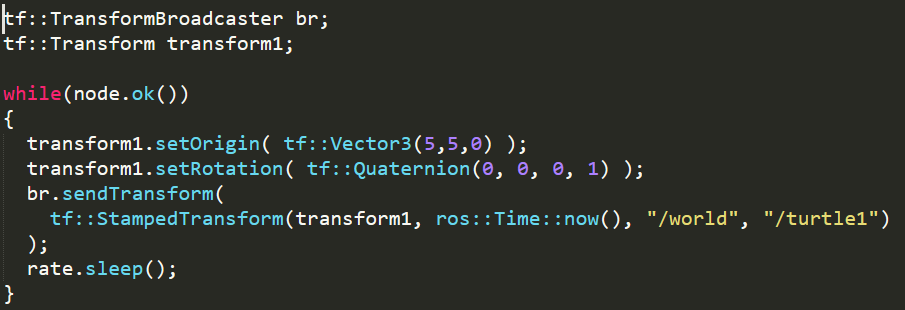 tf::TransformBroadcaster br;
tf::Transform transform1;
while(node.ok())
{
transform1.setOrigin( tf::Vector3(5,5,0) );
transform1.setRotation( tf::Quaternion(0, 0, 0, 1) );
br.sendTransform(
tf::StampedTransform(transform1, ros::Time::now(), "/world", "/turtle1")
);
rate.sleep();
}